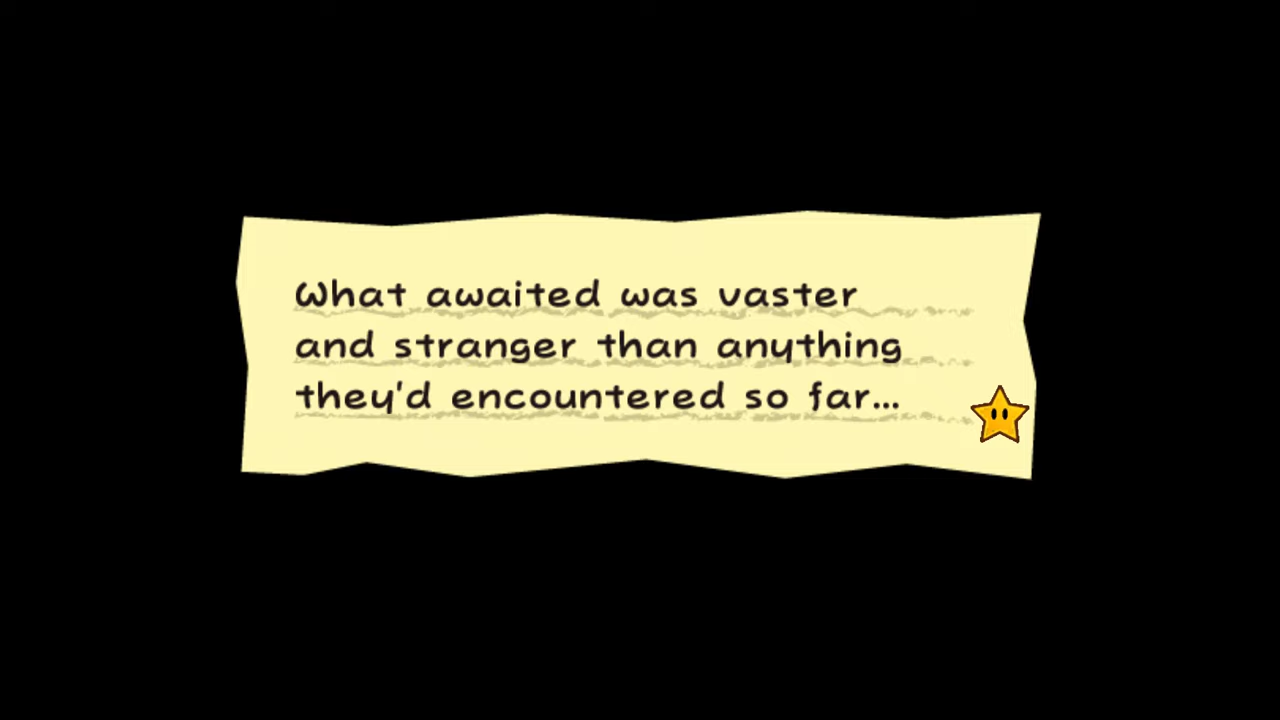 What awaited was vaster
and stranger than anything
they'd encountered so far...